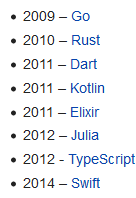 • 2009 – Go
• 2010 – Rust
• 2011 – Dart
• 2011 – Kotlin
• 2011 – Elixir
• 2012 – Julia
• 2012 - TypeScript
• 2014 – Swift